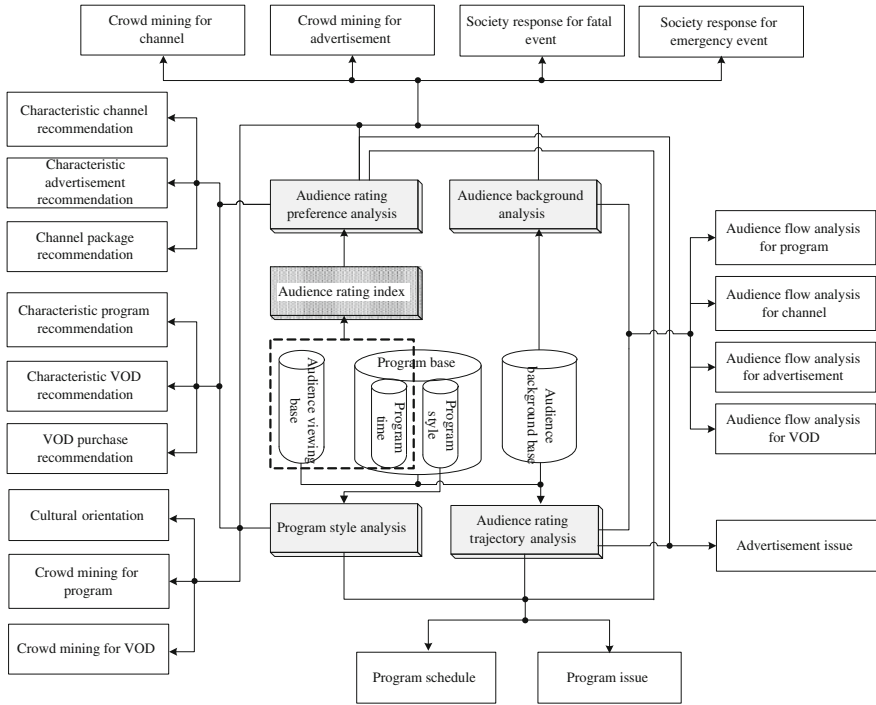 Crowd mining for
channel
Crowd mining for
advertisement
Society response for fatal
event
Society response for
emergency event
Characteristic channel
recommendation
Characteristic
advertisement
recommendation
Channel package
recommendation
Characteristic program
recommendation
Characteristic VOD
recommendation
VOD purchase
recommendation
Cultural orientation
Crowd mining for
program
Crowd mining for VOD
Audience rating
preference analysis
Audience background
analysis
Audience rating index
Audience viewing
base
Program base
Program
time
Program
style
Audience
background base
Program style analysis
Audience rating
trajectory analysis
Audience flow analysis
for program
Audience flow analysis
for channel
Audience flow analysis
for advertisement
Audience flow analysis
for VOD
Advertisement issue
Program schedule
Program issue